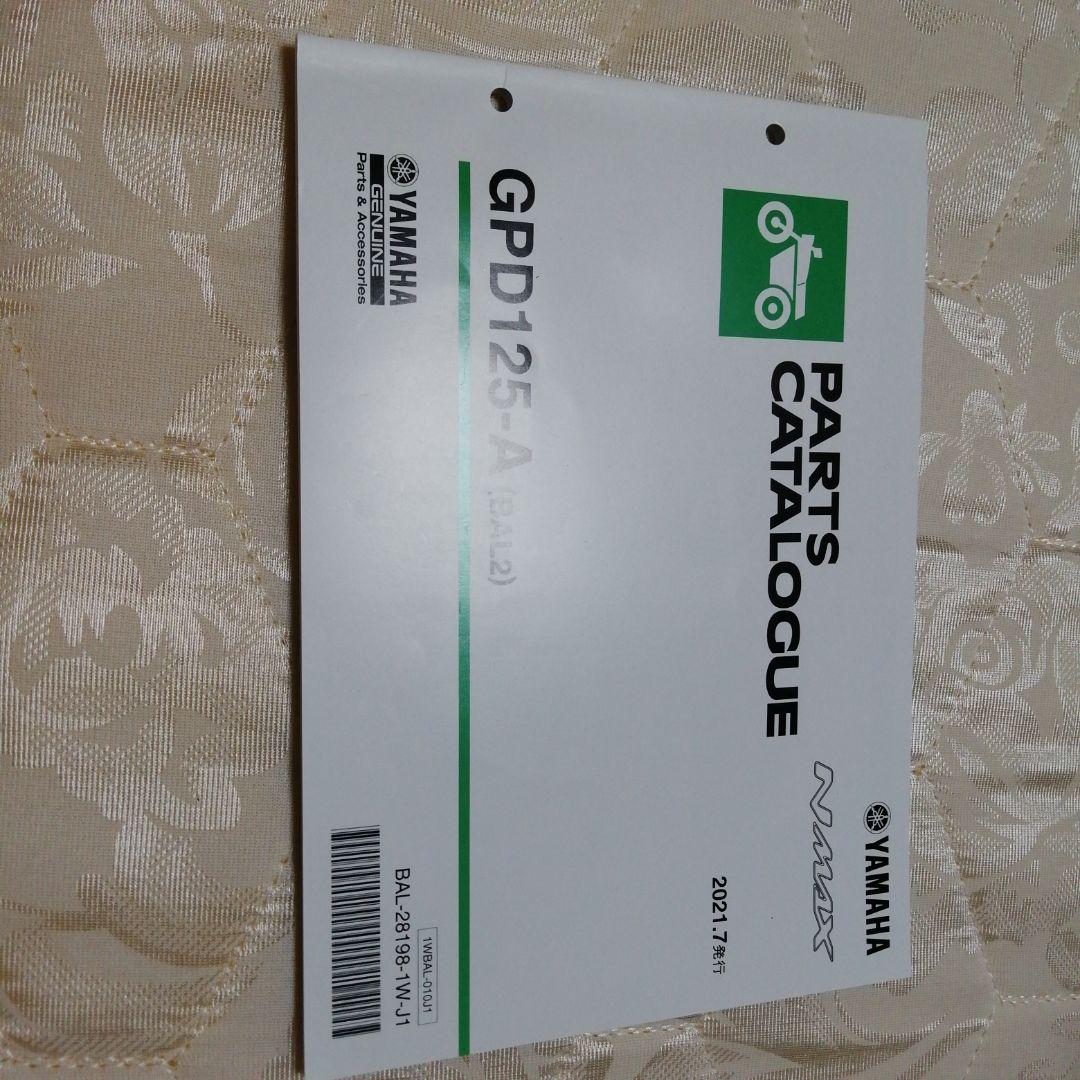 YAMAHA
NMAX
PARTS
CATALOGUE
2021.7発行
GPD125-A (BAL2)
YAMAHA
GENUINE
Parts & Accessories
1WBAL-010J1
BAL-28198-1W-J1